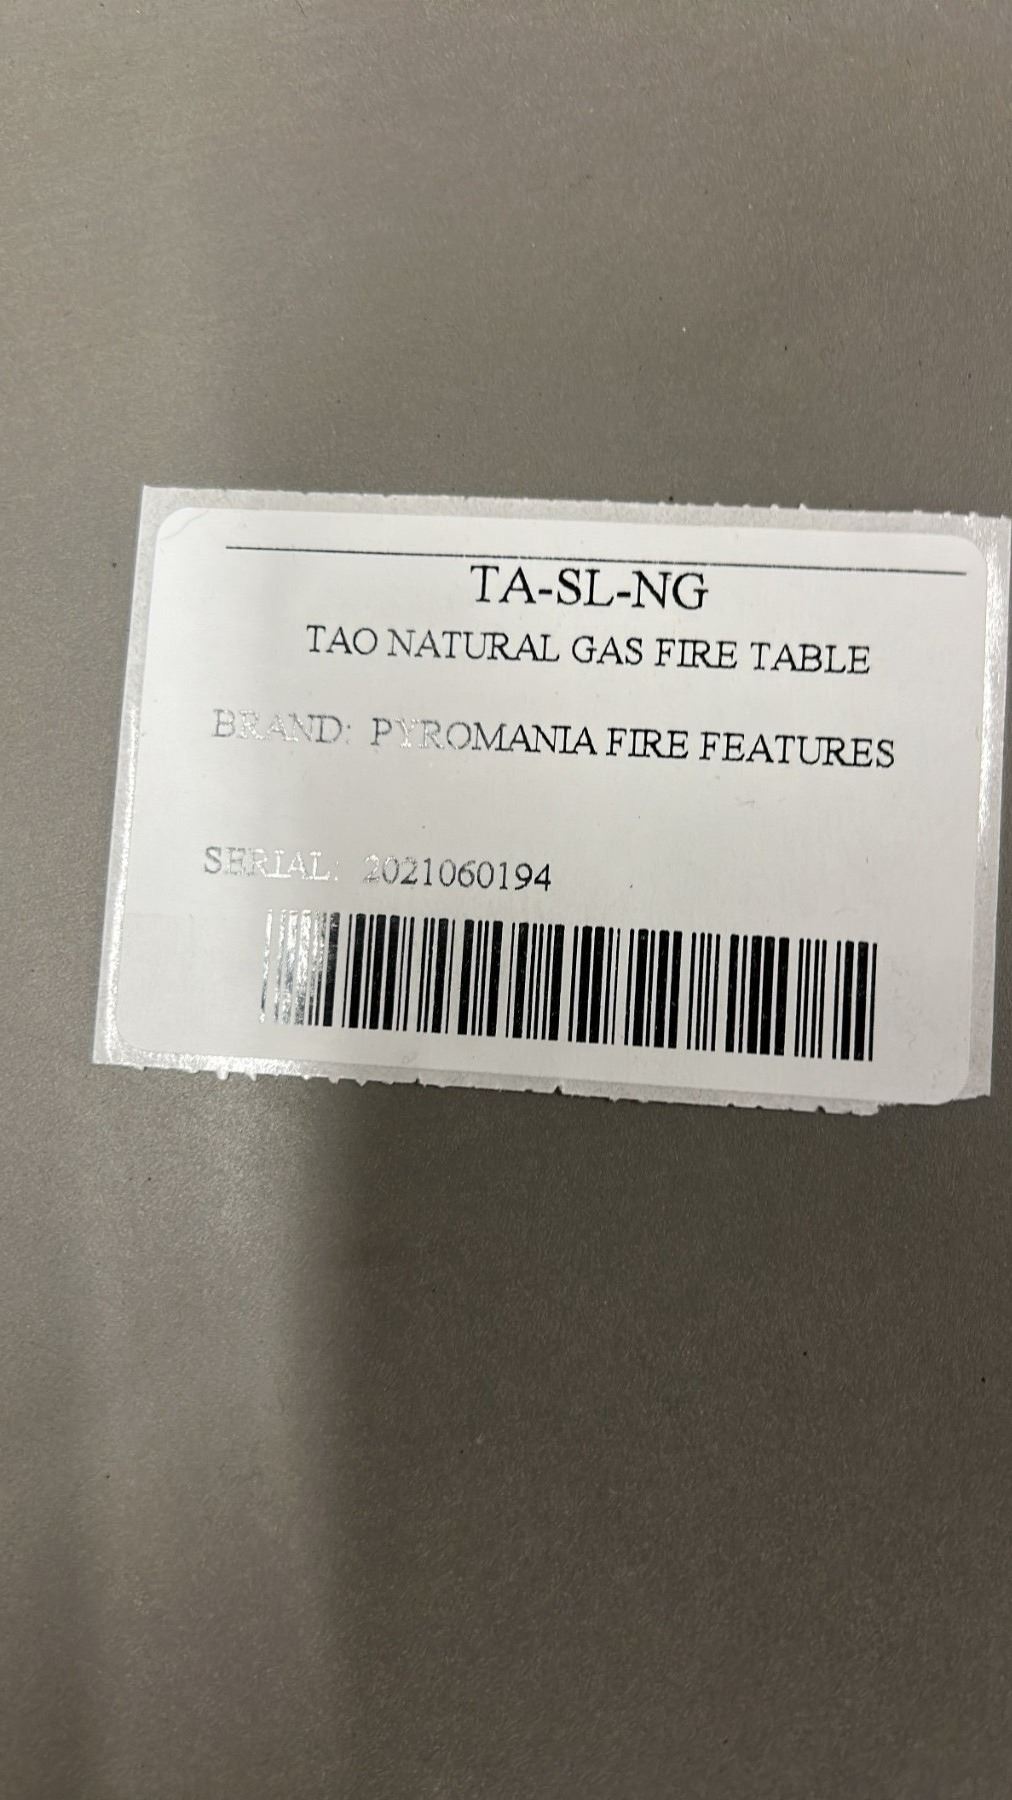 TA-SL-NG
TAO NATURAL GAS FIRE TABLE
BRAND: PYROMANIA FIRE FEATURES
SERIAL: 2021060194